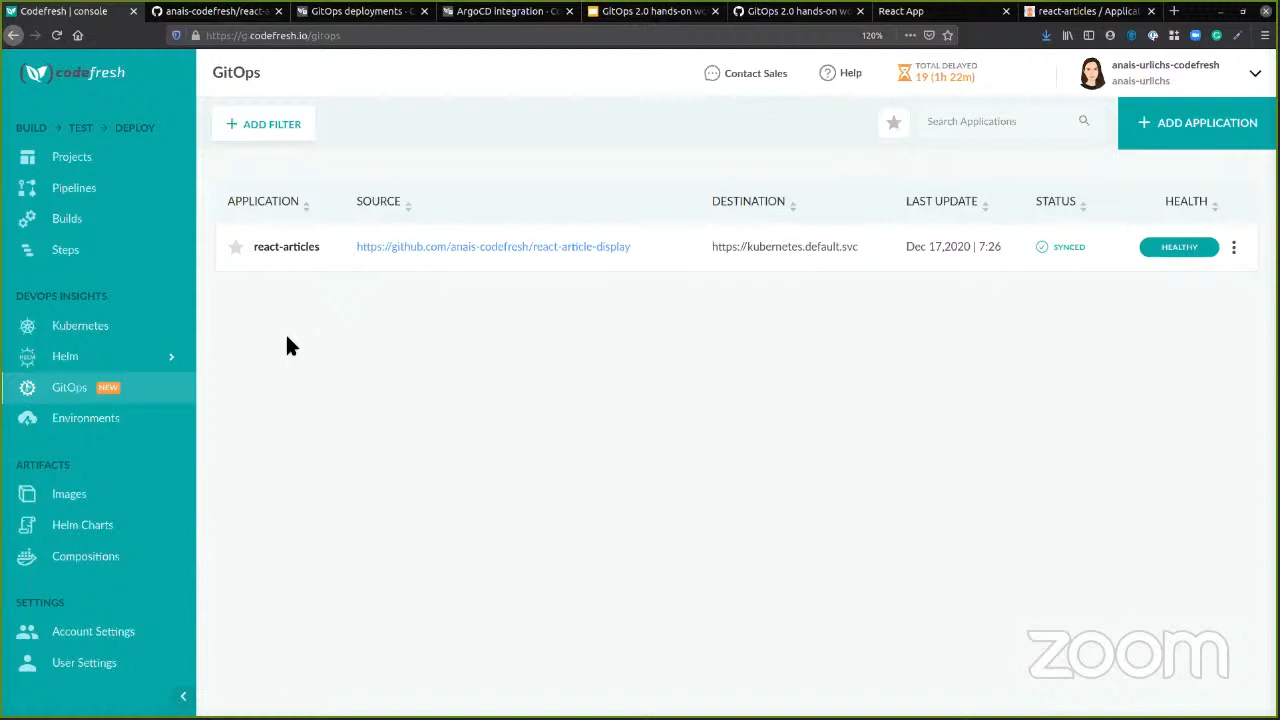 Codefresh | console
anais-codefresh/react-a
GitOps deployments - C
ArgoCD integration - Co
GitOps 2.0 hands-on wo
GitOps 2.0 hands-on wo
React App
react-articles / Applicat
https://g.codefresh.io/gitops
120%
codefresh
GitOps
Contact Sales
Help
TOTAL DELAYED
19 (1h 22m)
anais-urlichs-codefresh
anais-urlichs
BUILD
TEST
DEPLOY
Projects
Pipelines
Builds
Steps
DEVOPS INSIGHTS
Kubernetes
HELM
Helm
GitOps NEW
Environments
ARTIFACTS
Images
Helm Charts
Compositions
SETTINGS
Account Settings
User Settings
ADD FILTER
Search Applications
ADD APPLICATION
APPLICATION SOURCE DESTINATION LAST UPDATE STATUS HEALTH
react-articles https://github.com/anais-codefresh/react-article-display https://kubernetes.default.svc Dec 17,2020 | 7:26 SYNCED HEALTHY
zoom